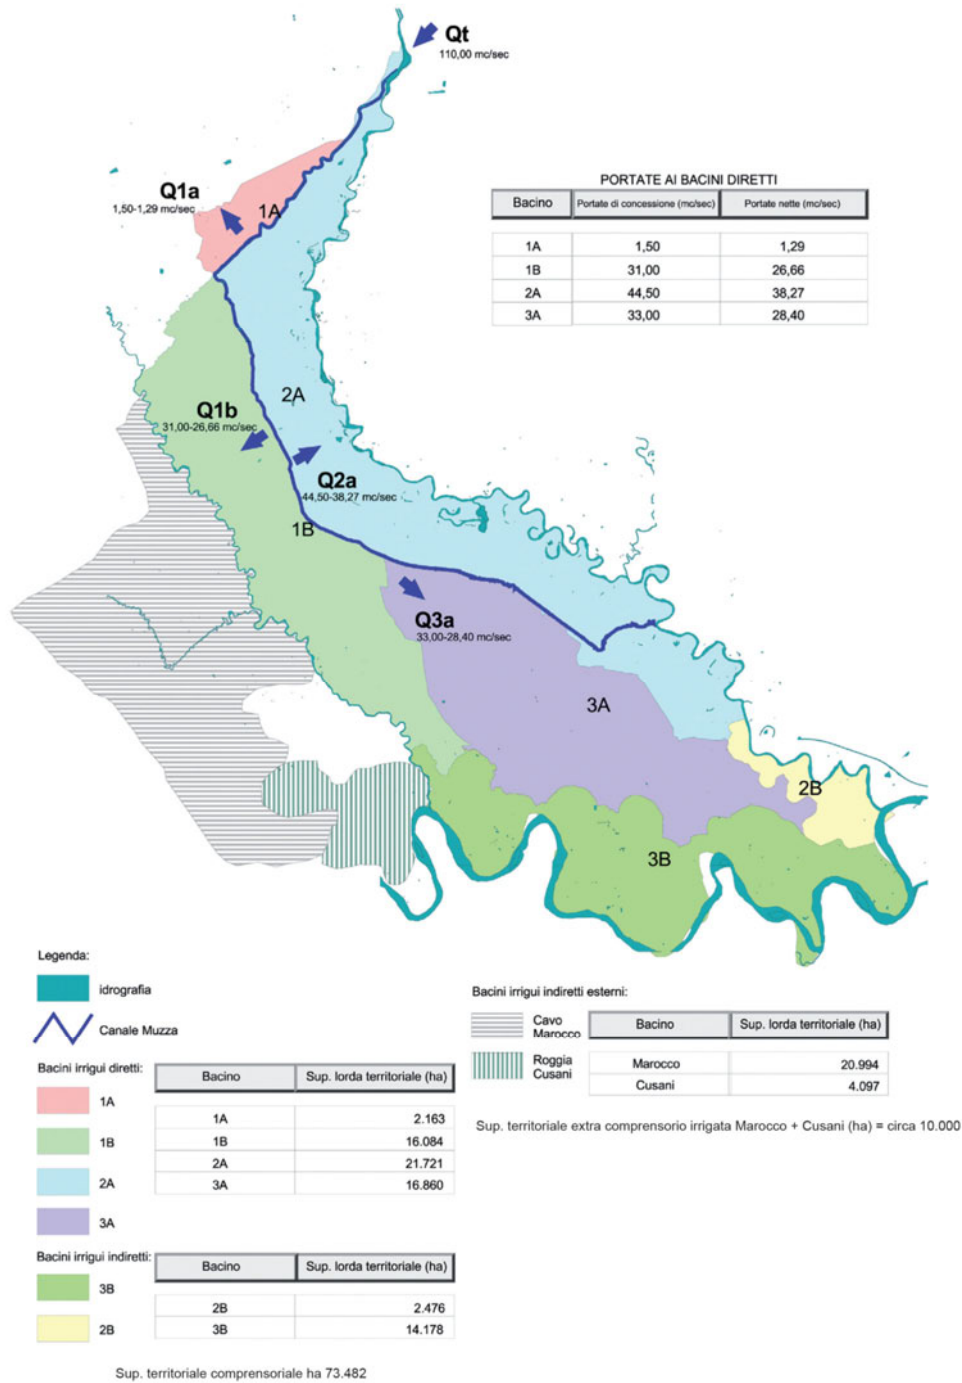 Qt
110,00 mc/sec
Q1a
1,50-1,29 mc/sec
1A
PORTATE AI BACINI DIRETTI
Bacino Portate di concessione (mc/sec) Portate nette (mc/sec)
1A 1,50 1,29
1B 31,00 26,66
2A 44,50 38,27
3A 33,00 28,40
2A
Q1b
31,00-26,66 mc/sec
Q2a
44,50-38,27 mc/sec
1B
Q3a
33,00-28,40 mc/sec
3A
2B
3B
Legenda:
idrografia
Canale Muzza
Bacini irrigui diretti:
1A
1B
2A
3A
Bacino Sup. lorda territoriale (ha)
1A 2.163
1B 16.084
2A 21.721
3A 16.860
Bacini irrigui indiretti:
3B
2B
Bacino Sup. lorda territoriale (ha)
2B 2.476
3B 14.178
Sup. territoriale comprensoriale ha 73.482
Bacini irrigui indiretti esterni:
Cavo
Marocco
Roggia
Cusani
Bacino Sup. lorda territoriale (ha)
Marocco 20.994
Cusani 4.097
Sup. territoriale extra comprensorio irrigata Marocco + Cusani (ha) = circa 10.000